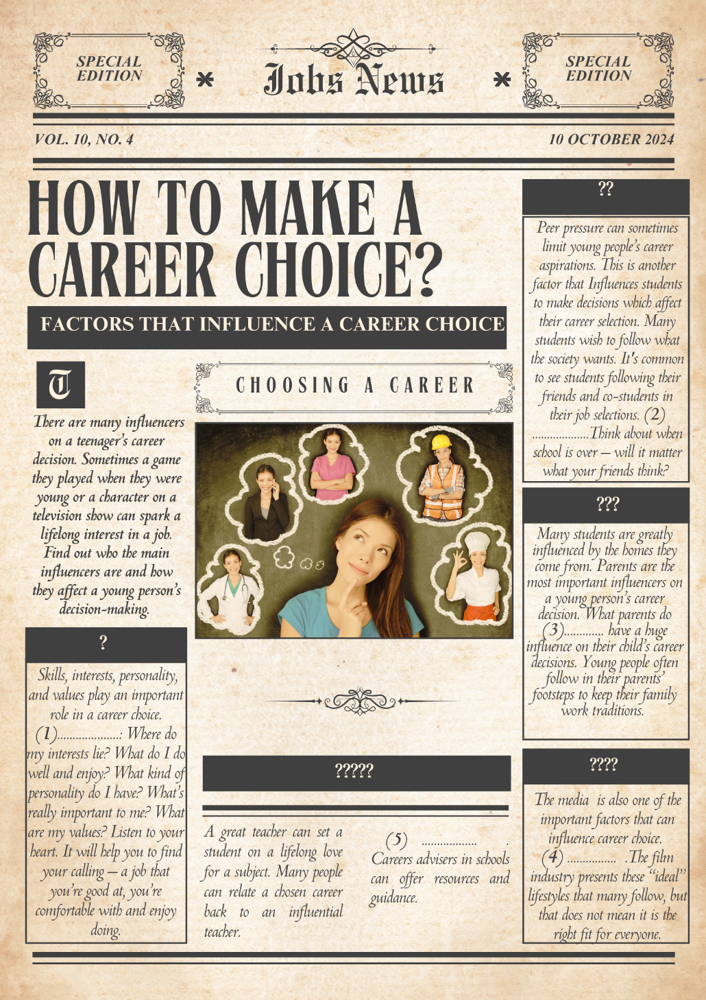 SPECIAL
EDITION
Jobs News
SPECIAL
EDITION
VOL. 10, NO. 4
10 OCTOBER 2024
HOW TO MAKE A
CAREER CHOICE?
FACTORS THAT INFLUENCE A CAREER CHOICE
T
There are many influencers
on a teenager's career
decision. Sometimes a game
they played when they were
young or a character on a
television show can spark a
lifelong interest in a job.
Find out who the main
influencers are and how
they affect a young person's
decision-making.
?
Skills, interests, personality,
and values play an important
role in a career choice.
(1).....................: Where do
my interests lie? What do I do
well and enjoy? What kind of
personality do I have? What's
really important to me? What
are my values? Listen to your
heart. It will help you to find
your calling – a job that
you're good at, you're
comfortable with and enjoy
doing.
CHOOSING A CAREER
?????
A great teacher can set a
student on a lifelong love
for a subject. Many people
can relate a chosen career
back to an influential
teacher.
(5) .................. .
Careers advisers in schools
can offer resources and
guidance.
??
Peer pressure can sometimes
limit young people's career
aspirations. This is another
factor that Influences students
to make decisions which affect
their career selection. Many
students wish to follow what
the society wants. It's common
to see students following their
friends and co-students in
their job selections. (2)
...................Think about when
school is over – will it matter
what your friends think?
???
Many students are greatly
influenced by the homes they
come from. Parents are the
most important influencers on
a young person's career
decision. What parents do
(3)............. have a huge
influence on their child's career
decisions. Young people often
follow in their parents'
footsteps to keep their family
work traditions.
????
The media is also one of the
important factors that can
influence career choice.
(4) ................ .The film
industry presents these “ideal”
lifestyles that many follow, but
that does not mean it is the
right fit for everyone.